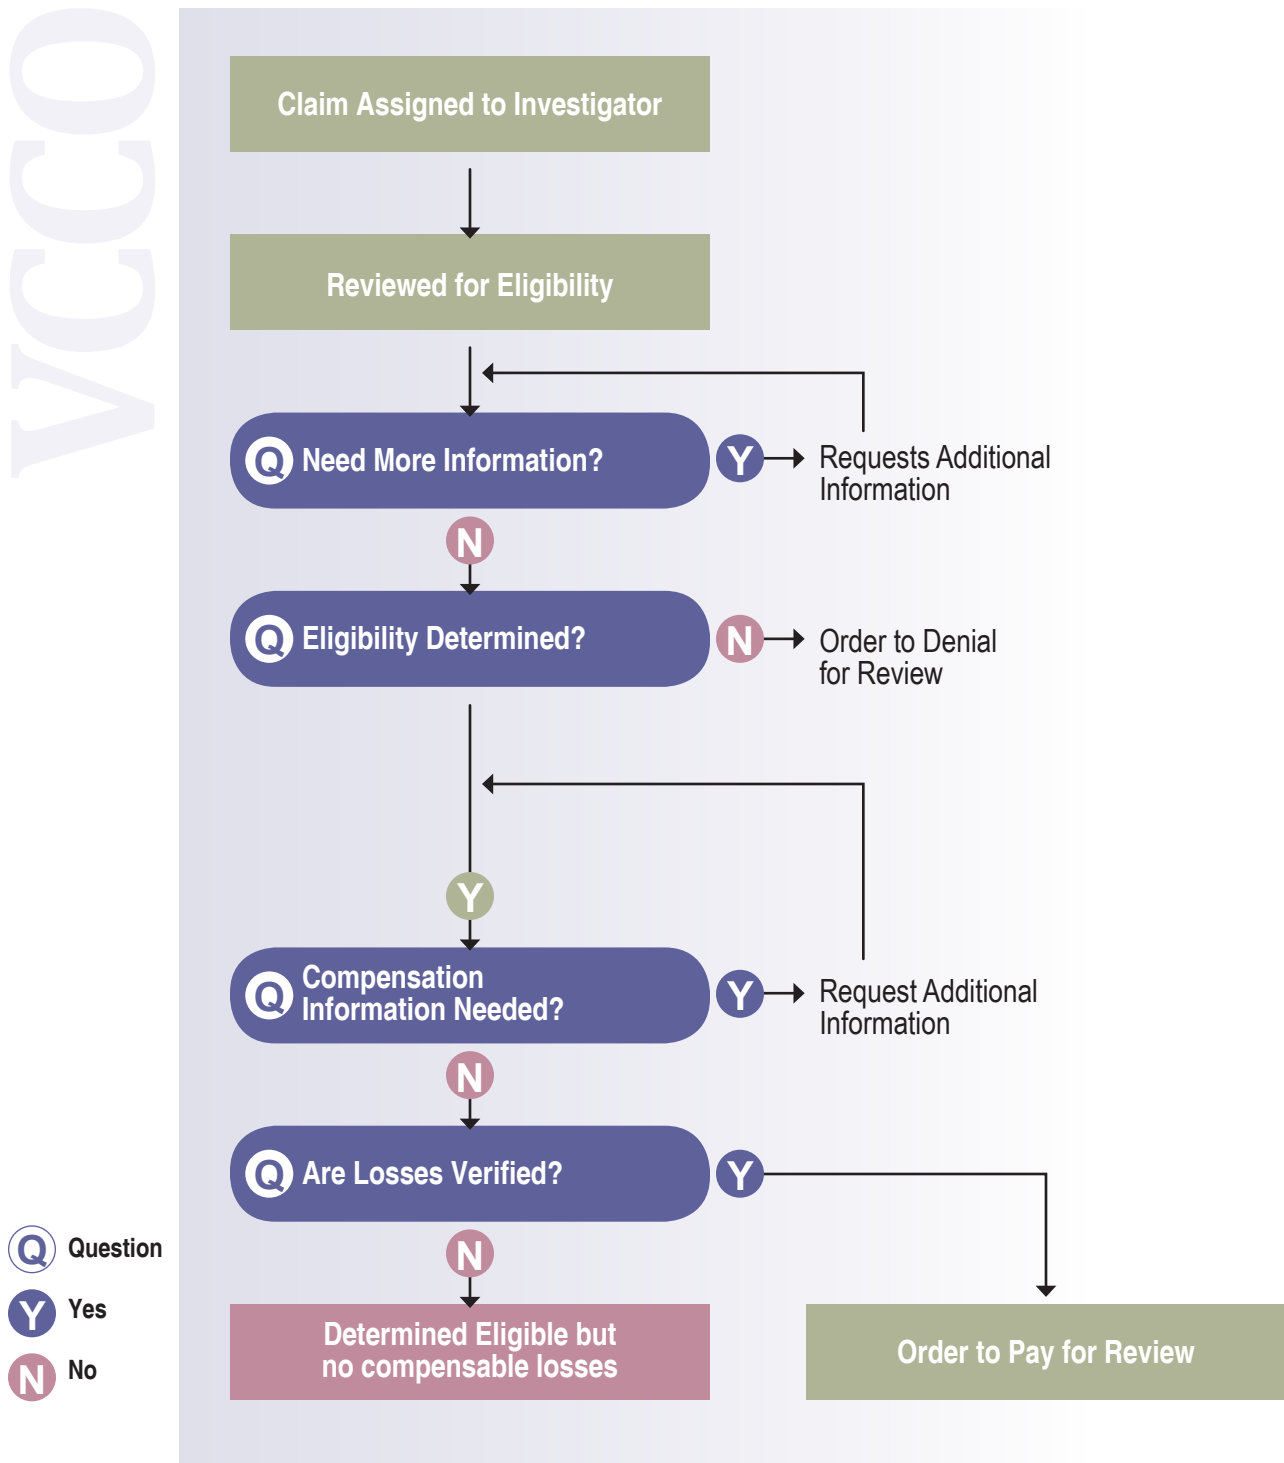 VCCO
Claim Assigned to Investigator
Reviewed for Eligibility
Q Need More Information?
Y
Requests Additional
Information
N
Q Eligibility Determined?
N
Order to Denial
for Review
Y
Q Compensation
Information Needed?
Y
Request Additional
Information
N
Q Are Losses Verified?
Y
N
Determined Eligible but
no compensable losses
Order to Pay for Review
Q Question
Y Yes
N No